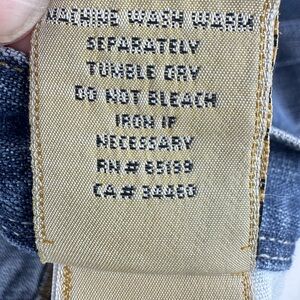 MACHINE WASH WARM
SEPARATELY
TUMBLE DRY
DO NOT BLEACH
IRON IF
NECESSARY
RN# 65199
CA# 34460